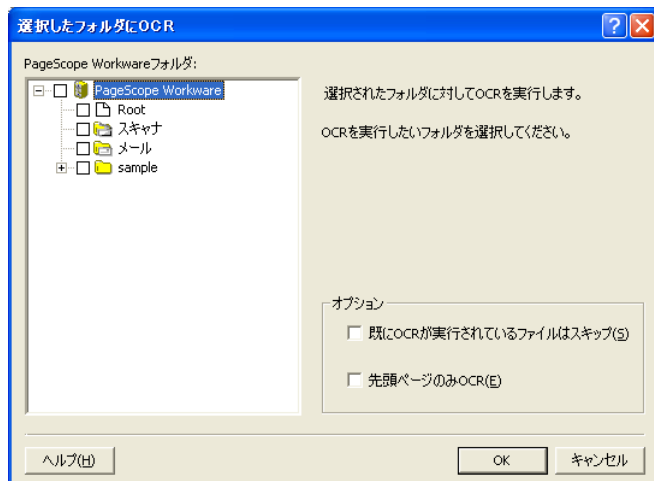 選択したフォルダにOCR
PageScope Workwareフォルダ:
PageScope Workware
Root
スキャナ
メール
sample
選択されたフォルダに対してOCRを実行します。
OCRを実行したいフォルダを選択してください。
オプション
既にOCRが実行されているファイルはスキップ(S)
先頭ページのみOCR(E)
ヘルプ(H)
OK
キャンセル